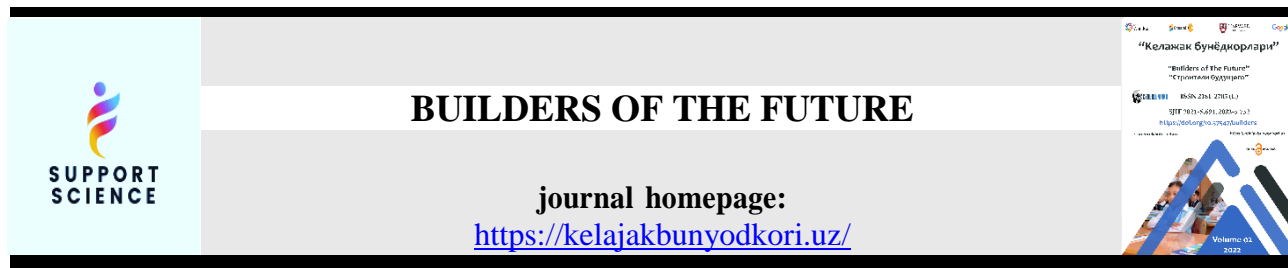 SUPPORT
SCIENCE
BUILDERS OF THE FUTURE
journal homepage:
https://kelajakbunyodkori.uz/
“Келажак бунёдкорлари”
“Builders of The Future”
“Строители будущего”
Volume 02
2022